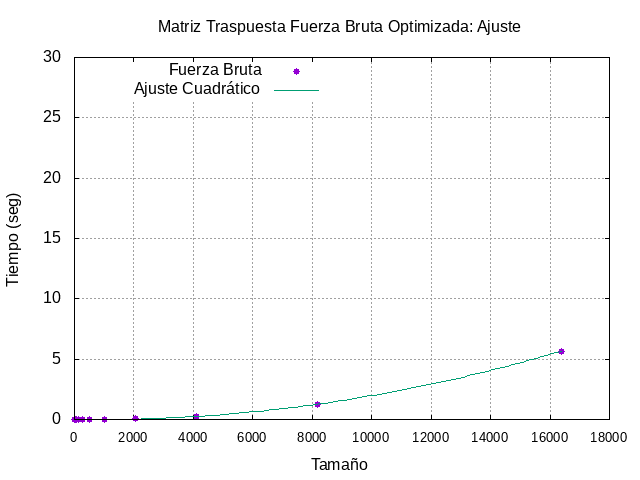 Matriz Traspuesta Fuerza Bruta Optimizada: Ajuste
30
Fuerza Bruta
Ajuste Cuadrático
25
20
15
10
5
0
Tiempo (seg)
0 2000 4000 6000 8000 10000 12000 14000 16000 18000
Tamaño